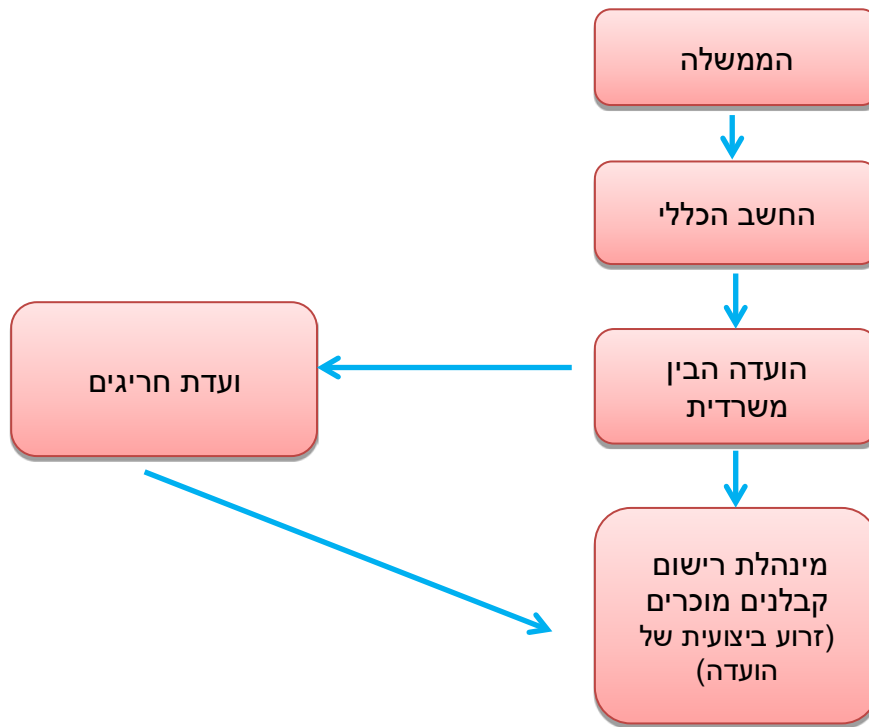 הממשלה
החשב הכללי
הועדה הבין
משרדית
ועדת חריגים
מינהלת רישום
קבלנים מוכרים
(זרוע ביצועית של
הועדה)